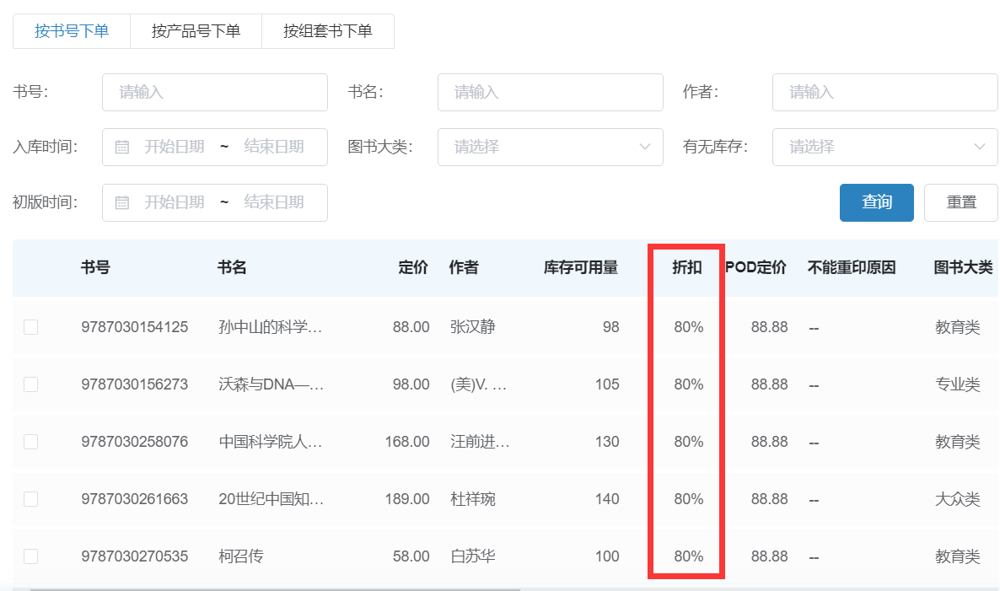 按书号下单 按产品号下单 按组套书下单
书号： 请输入 书名： 请输入 作者： 请输入
入库时间： 开始日期 ~ 结束日期 图书大类： 请选择 有无库存： 请选择
初版时间： 开始日期 ~ 结束日期 查询 重置
书号 书名 定价 作者 库存可用量 折扣 POD定价 不能重印原因 图书大类
9787030154125 孙中山的科学... 88.00 张汉静 98 80% 88.88 -- 教育类
9787030156273 沃森与DNA—... 98.00 (美)V. ... 105 80% 88.88 -- 专业类
9787030258076 中国科学院人... 168.00 汪前进... 130 80% 88.88 -- 教育类
9787030261663 20世纪中国知... 189.00 杜祥琬 140 80% 88.88 -- 大众类
9787030270535 柯召传 58.00 白苏华 100 80% 88.88 -- 教育类